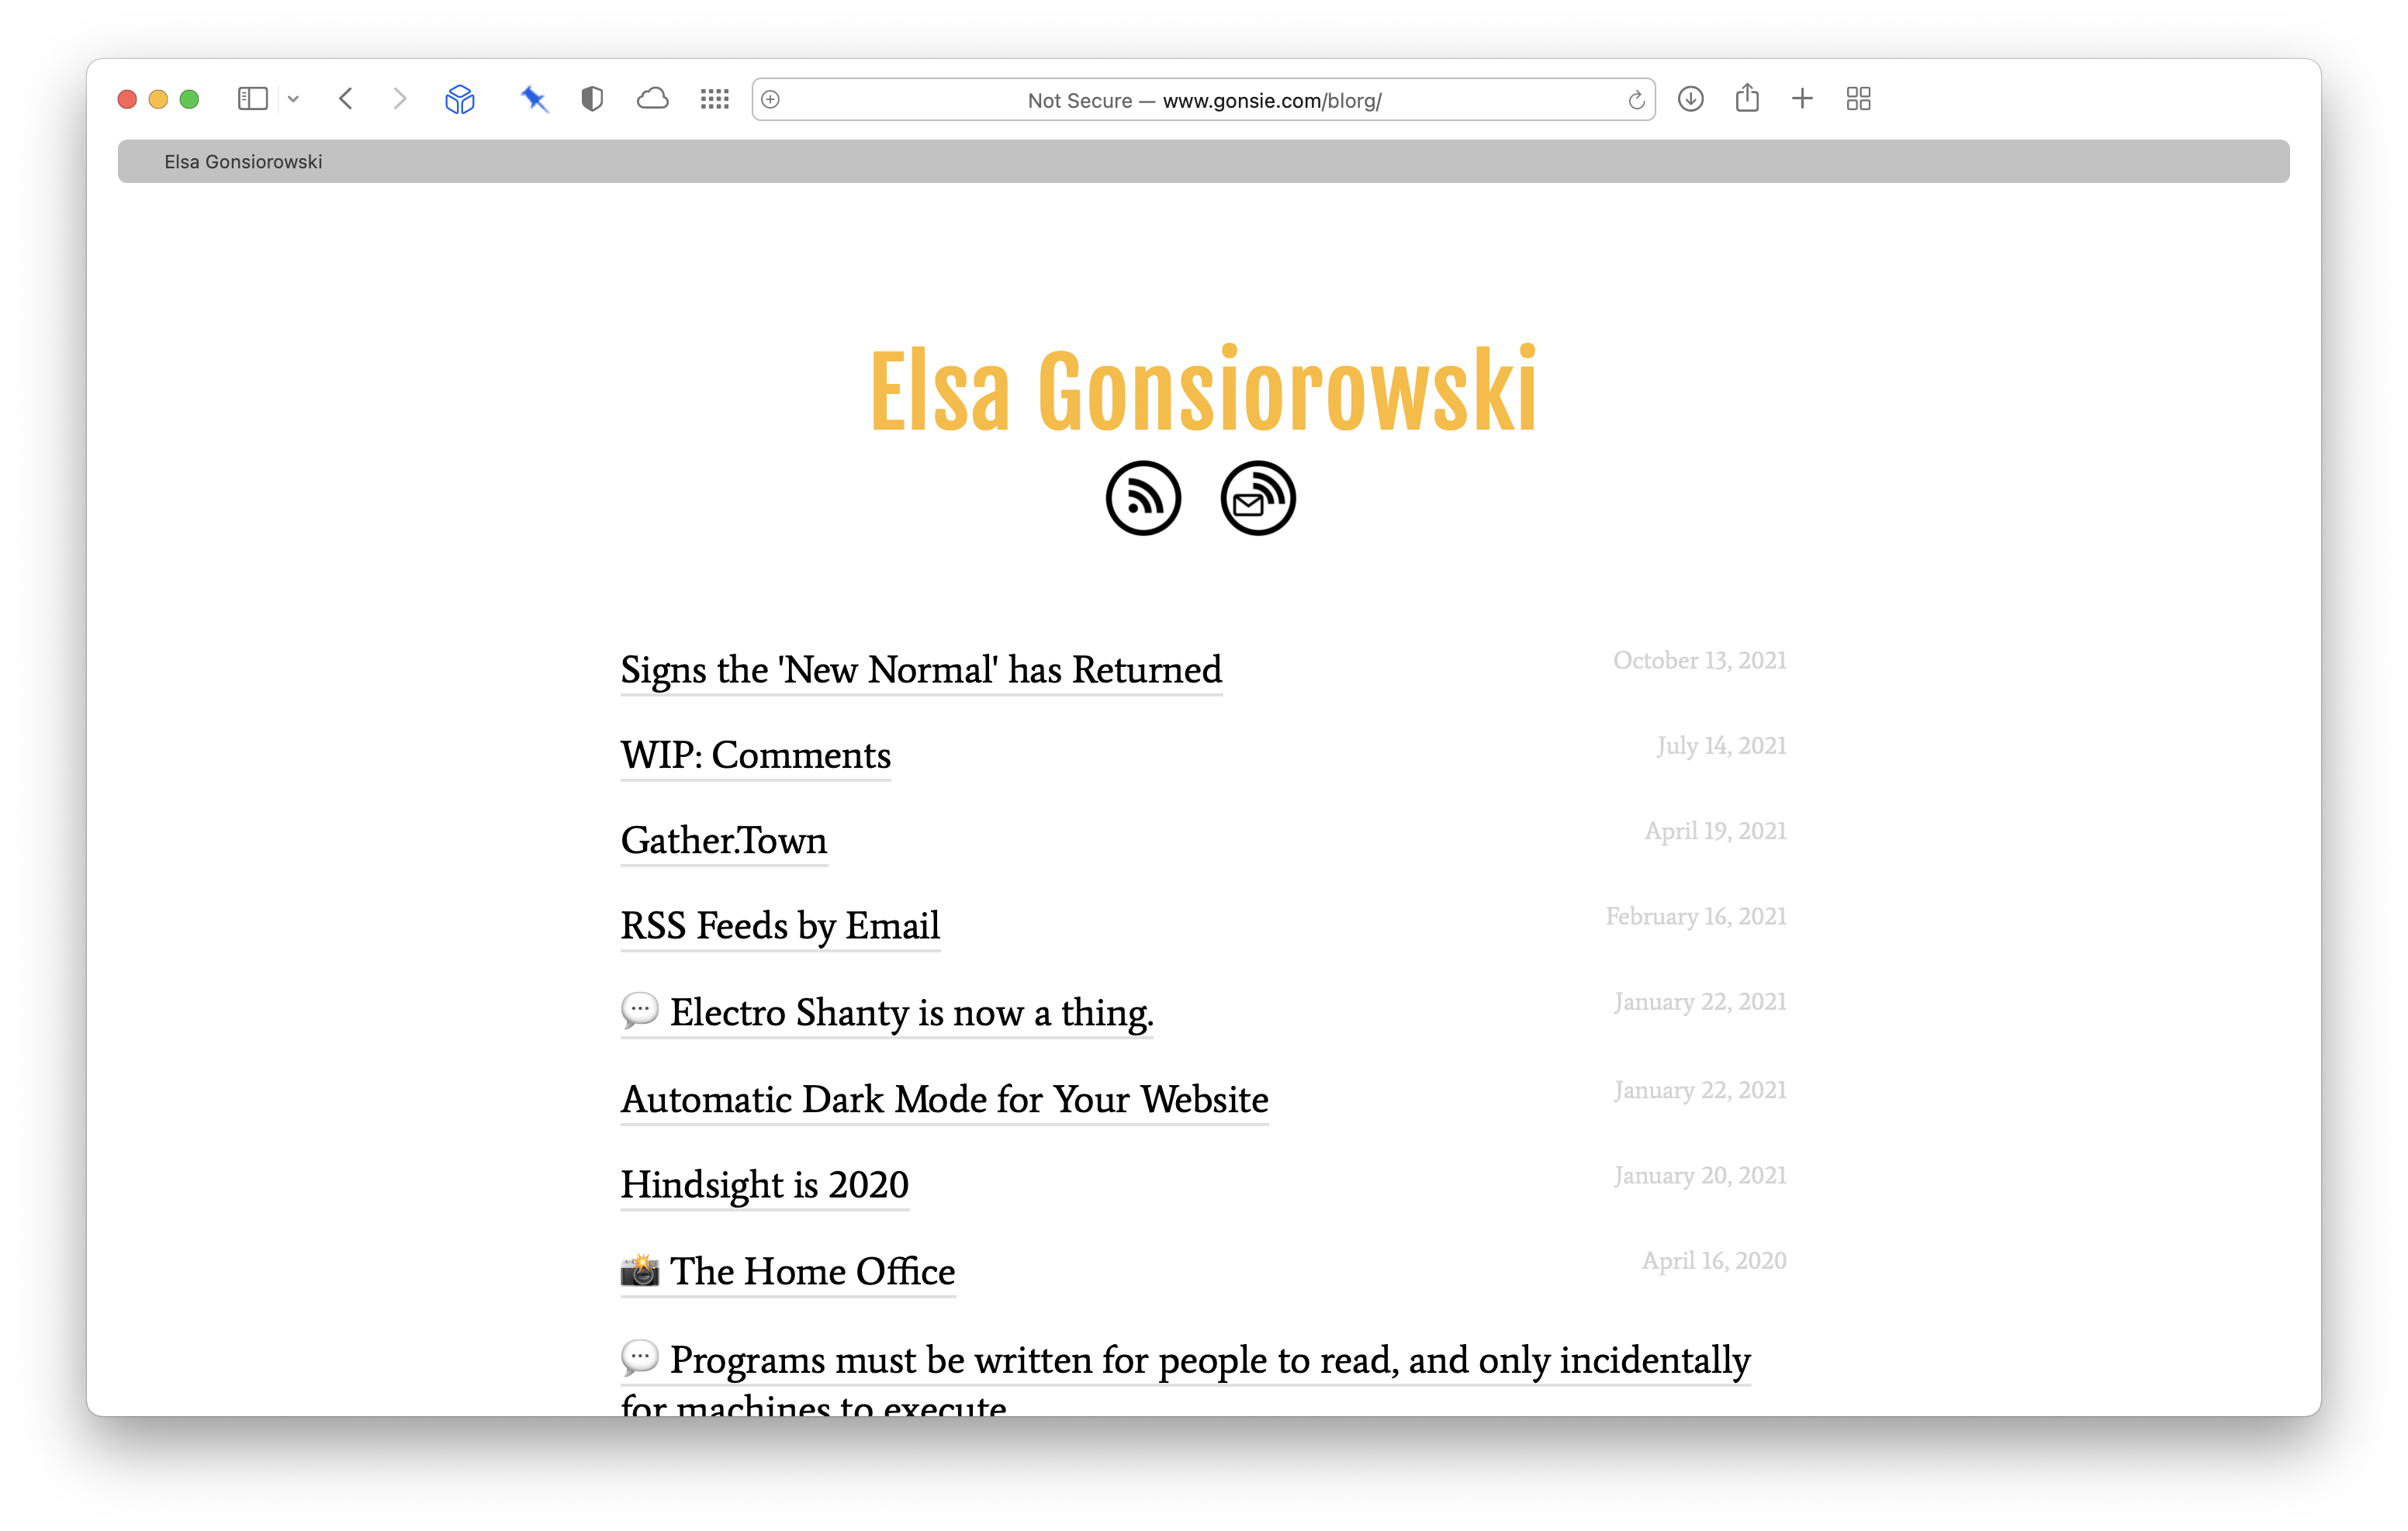 Not Secure — www.gonsie.com/blorg/
Elsa Gonsiorowski
Elsa Gonsiorowski
Signs the 'New Normal' has Returned
October 13, 2021
WIP: Comments
July 14, 2021
Gather.Town
April 19, 2021
RSS Feeds by Email
February 16, 2021
💬 Electro Shanty is now a thing.
January 22, 2021
Automatic Dark Mode for Your Website
January 22, 2021
Hindsight is 2020
January 20, 2021
📸 The Home Office
April 16, 2020
💬 Programs must be written for people to read, and only incidentally
for machines to execute